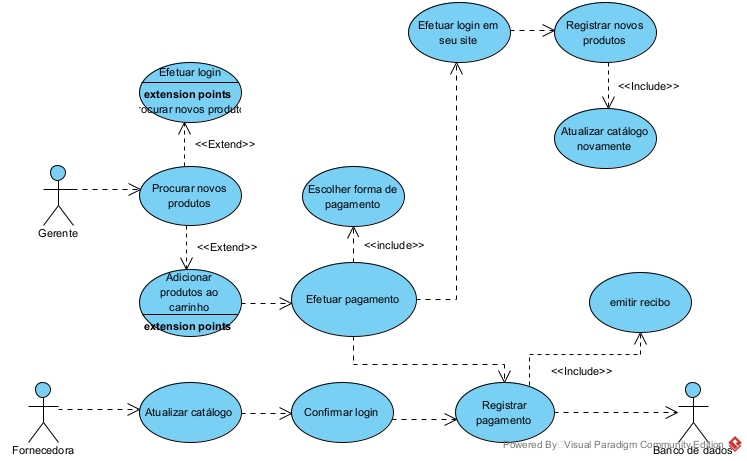 Efetuar login em
seu site
Registrar novos
produtos
<<Include>>
Atualizar catálogo
novamente
Efetuar login
extension points
ocurar novos produt
<<Extend>>
Procurar novos
produtos
Gerente
<<Extend>>
Escolher forma de
pagamento
<<include>>
Adicionar
produtos ao
carrinho
extension points
Efetuar pagamento
emitir recibo
<<Include>>
Atualizar catálogo
Confirmar login
Registrar
pagamento
Fornecedora
Banco de dados
Powered By Visual Paradigm Community Edition